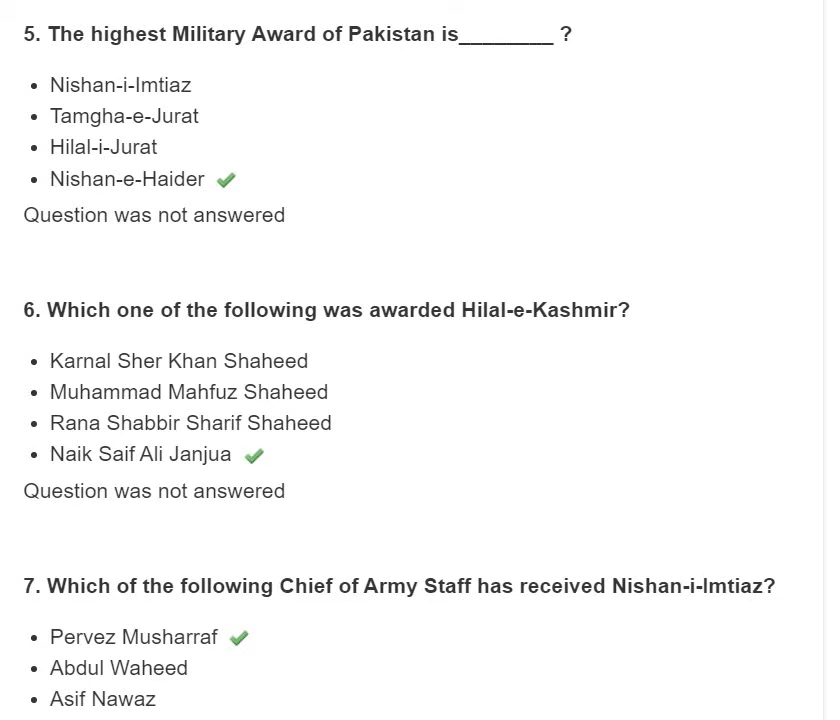 5. The highest Military Award of Pakistan is________ ?
• Nishan-i-Imtiaz
• Tamgha-e-Jurat
• Hilal-i-Jurat
• Nishan-e-Haider
Question was not answered
6. Which one of the following was awarded Hilal-e-Kashmir?
• Karnal Sher Khan Shaheed
• Muhammad Mahfuz Shaheed
• Rana Shabbir Sharif Shaheed
• Naik Saif Ali Janjua
Question was not answered
7. Which of the following Chief of Army Staff has received Nishan-i-Imtiaz?
• Pervez Musharraf
• Abdul Waheed
• Asif Nawaz